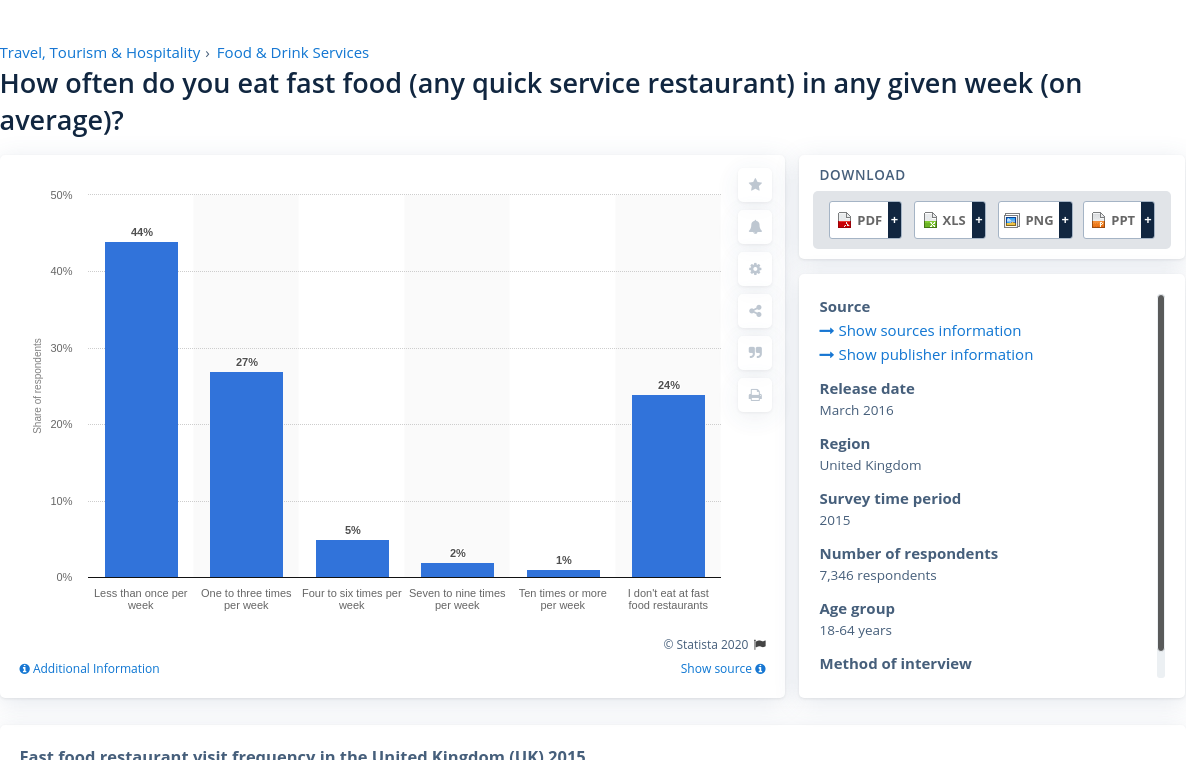 Travel, Tourism & Hospitality › Food & Drink Services
How often do you eat fast food (any quick service restaurant) in any given week (on
average)?
50%
40%
30%
20%
10%
0%
Share of respondents
44%
27%
5%
2%
1%
24%
Less than once per
week
One to three times
per week
Four to six times per
week
Seven to nine times
per week
Ten times or more
per week
I don't eat at fast
food restaurants
© Statista 2020
Additional Information
Show source
DOWNLOAD
PDF +
XLS +
PNG +
PPT +
Source
Show sources information
Show publisher information
Release date
March 2016
Region
United Kingdom
Survey time period
2015
Number of respondents
7,346 respondents
Age group
18-64 years
Method of interview
Fast food restaurant visit frequency in the United Kingdom (UK) 2015